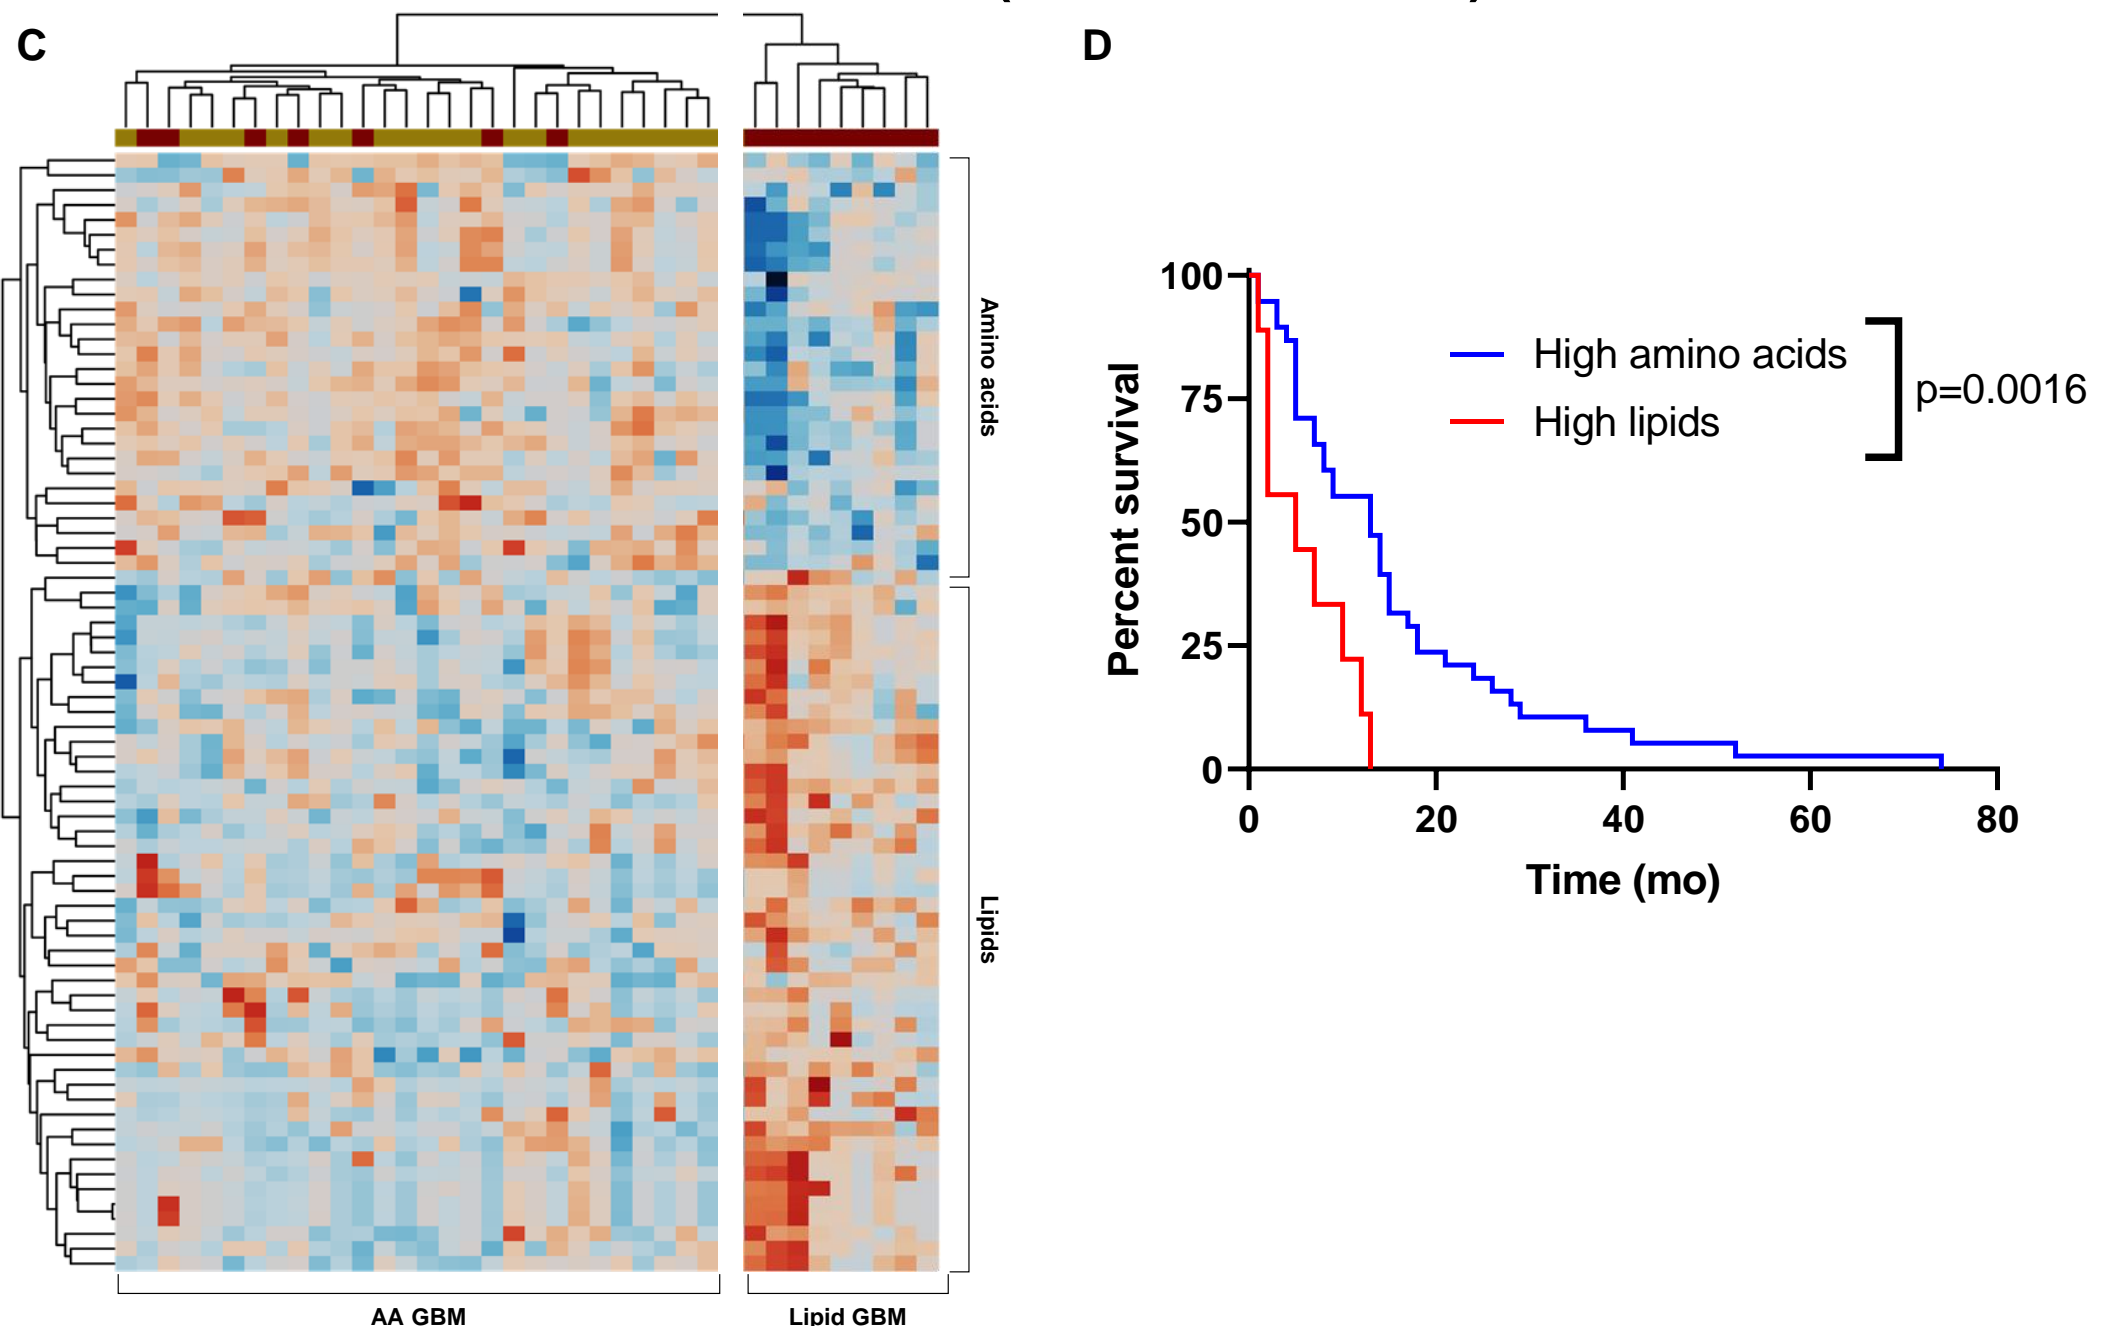 C
Amino acids
Lipids
AA GBM
Lipid GBM
D
Percent survival
100
75
50
25
0
High amino acids
High lipids
p=0.0016
0 20 40 60 80
Time (mo)